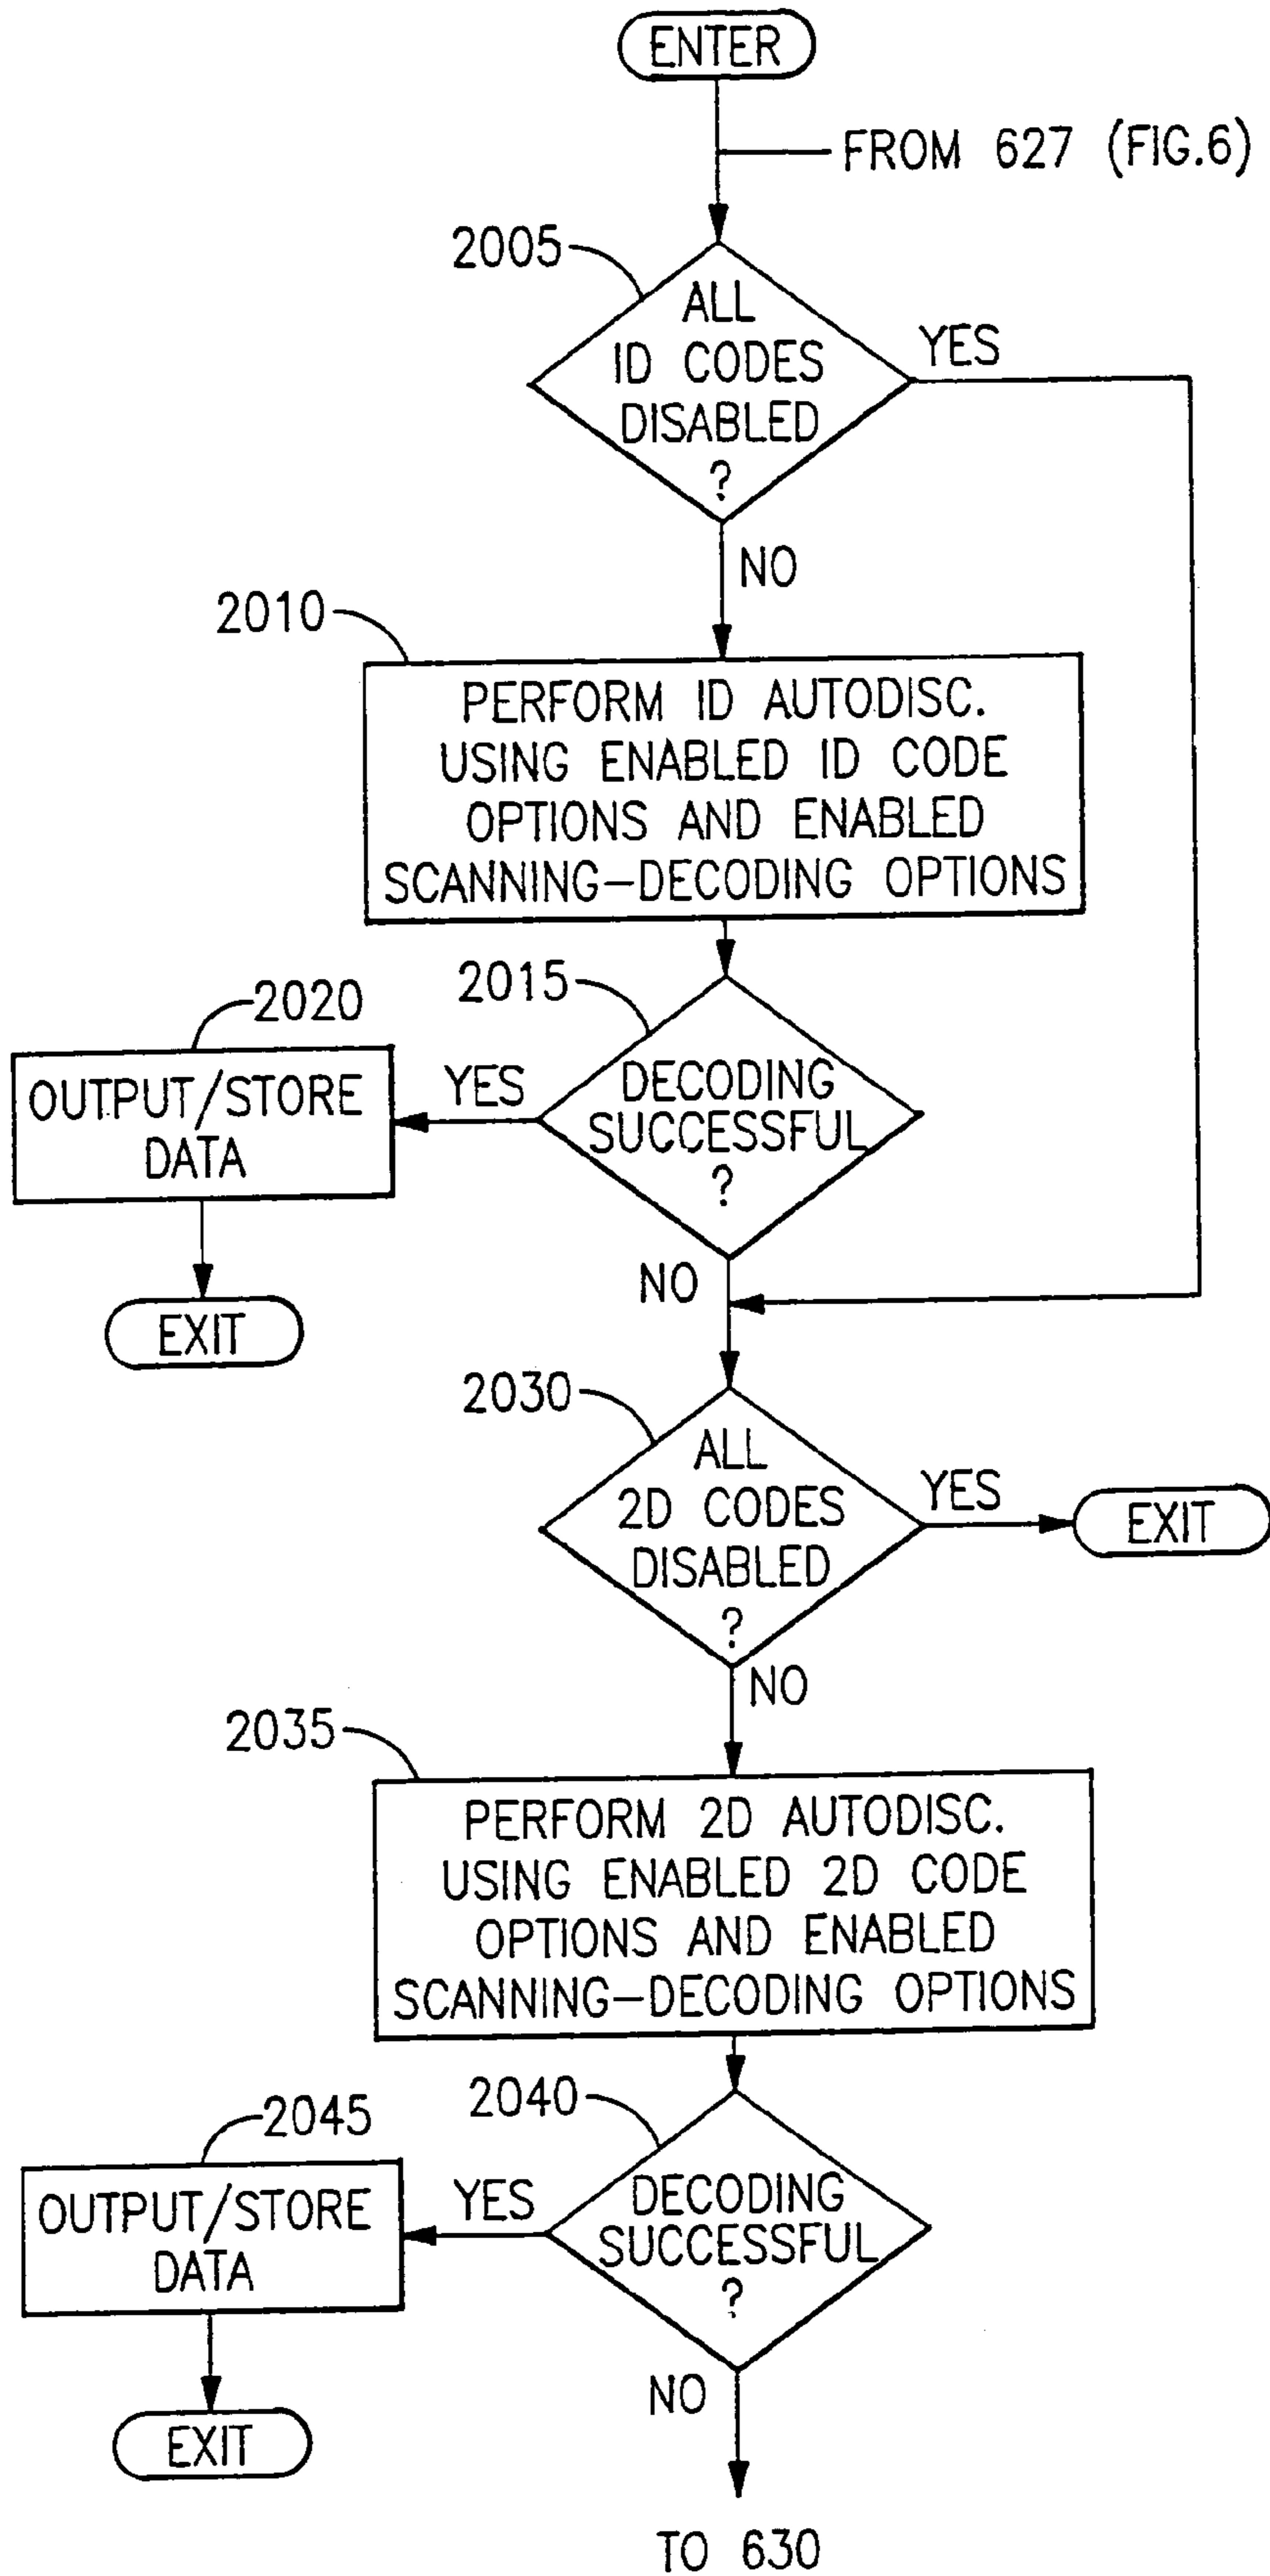 ENTER
FROM 627 (FIG.6)
2005
ALL
1D CODES
DISABLED
?
YES
NO
2010
PERFORM 1D AUTODISC.
USING ENABLED 1D CODE
OPTIONS AND ENABLED
SCANNING-DECODING OPTIONS
2015
DECODING
SUCCESSFUL
?
YES
2020
OUTPUT/STORE
DATA
EXIT
NO
2030
ALL
2D CODES
DISABLED
?
YES
EXIT
NO
2035
PERFORM 2D AUTODISC.
USING ENABLED 2D CODE
OPTIONS AND ENABLED
SCANNING-DECODING OPTIONS
2040
DECODING
SUCCESSFUL
?
YES
2045
OUTPUT/STORE
DATA
EXIT
NO
TO 630